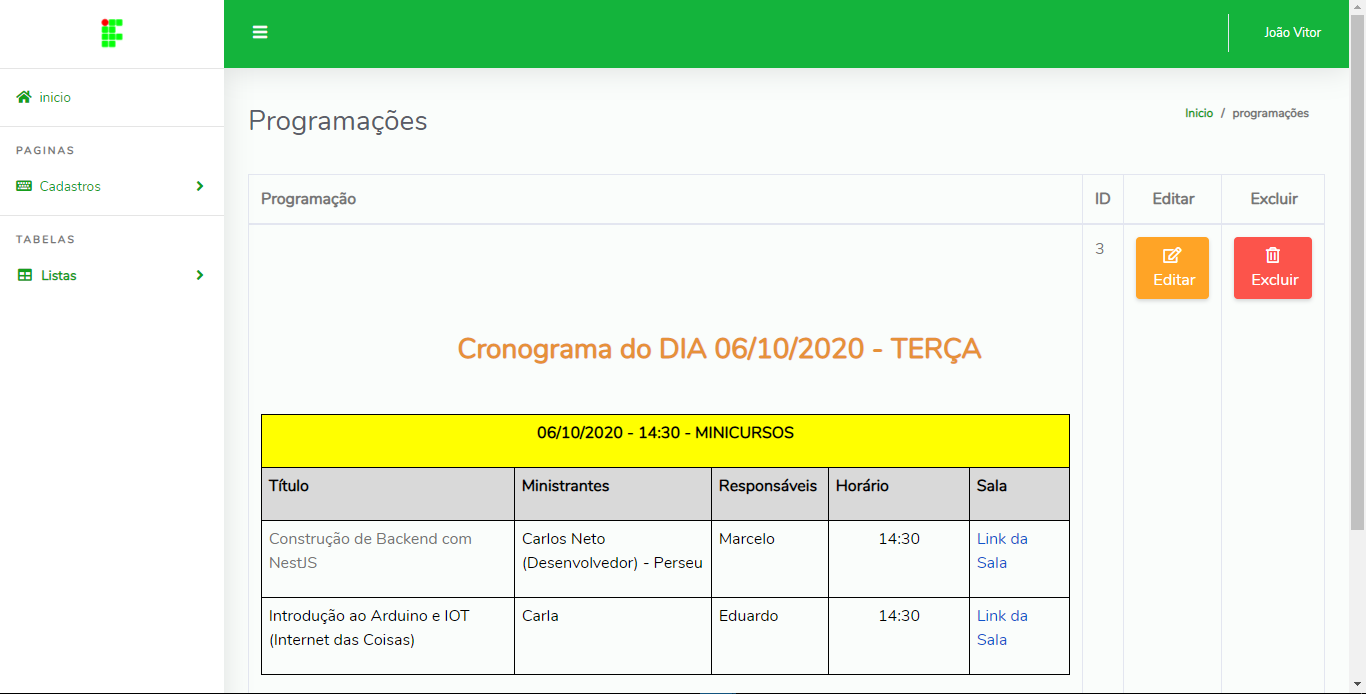 João Vitor
inicio
PAGINAS
Cadastros
TABELAS
Listas
Programações
Inicio / programações
Programação ID Editar Excluir
3 Editar Excluir
Cronograma do DIA 06/10/2020 - TERÇA
06/10/2020 - 14:30 - MINICURSOS
Título Ministrantes Responsáveis Horário Sala
Construção de Backend com
NestJS
Carlos Neto
(Desenvolvedor) - Perseu
Marcelo
14:30
Link da
Sala
Introdução ao Arduino e IOT
(Internet das Coisas)
Carla
Eduardo
14:30
Link da
Sala